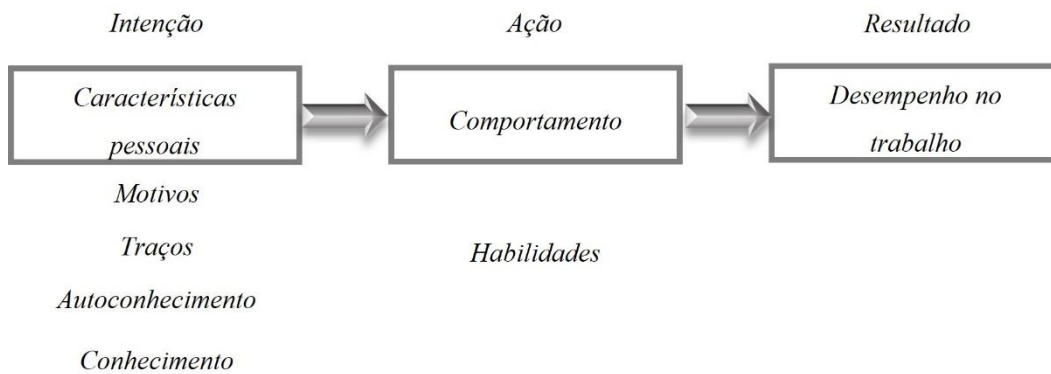 Intenção
Ação
Resultado
Características
pessoais
Comportamento
Desempenho no
trabalho
Motivos
Traços
Habilidades
Autoconhecimento
Conhecimento